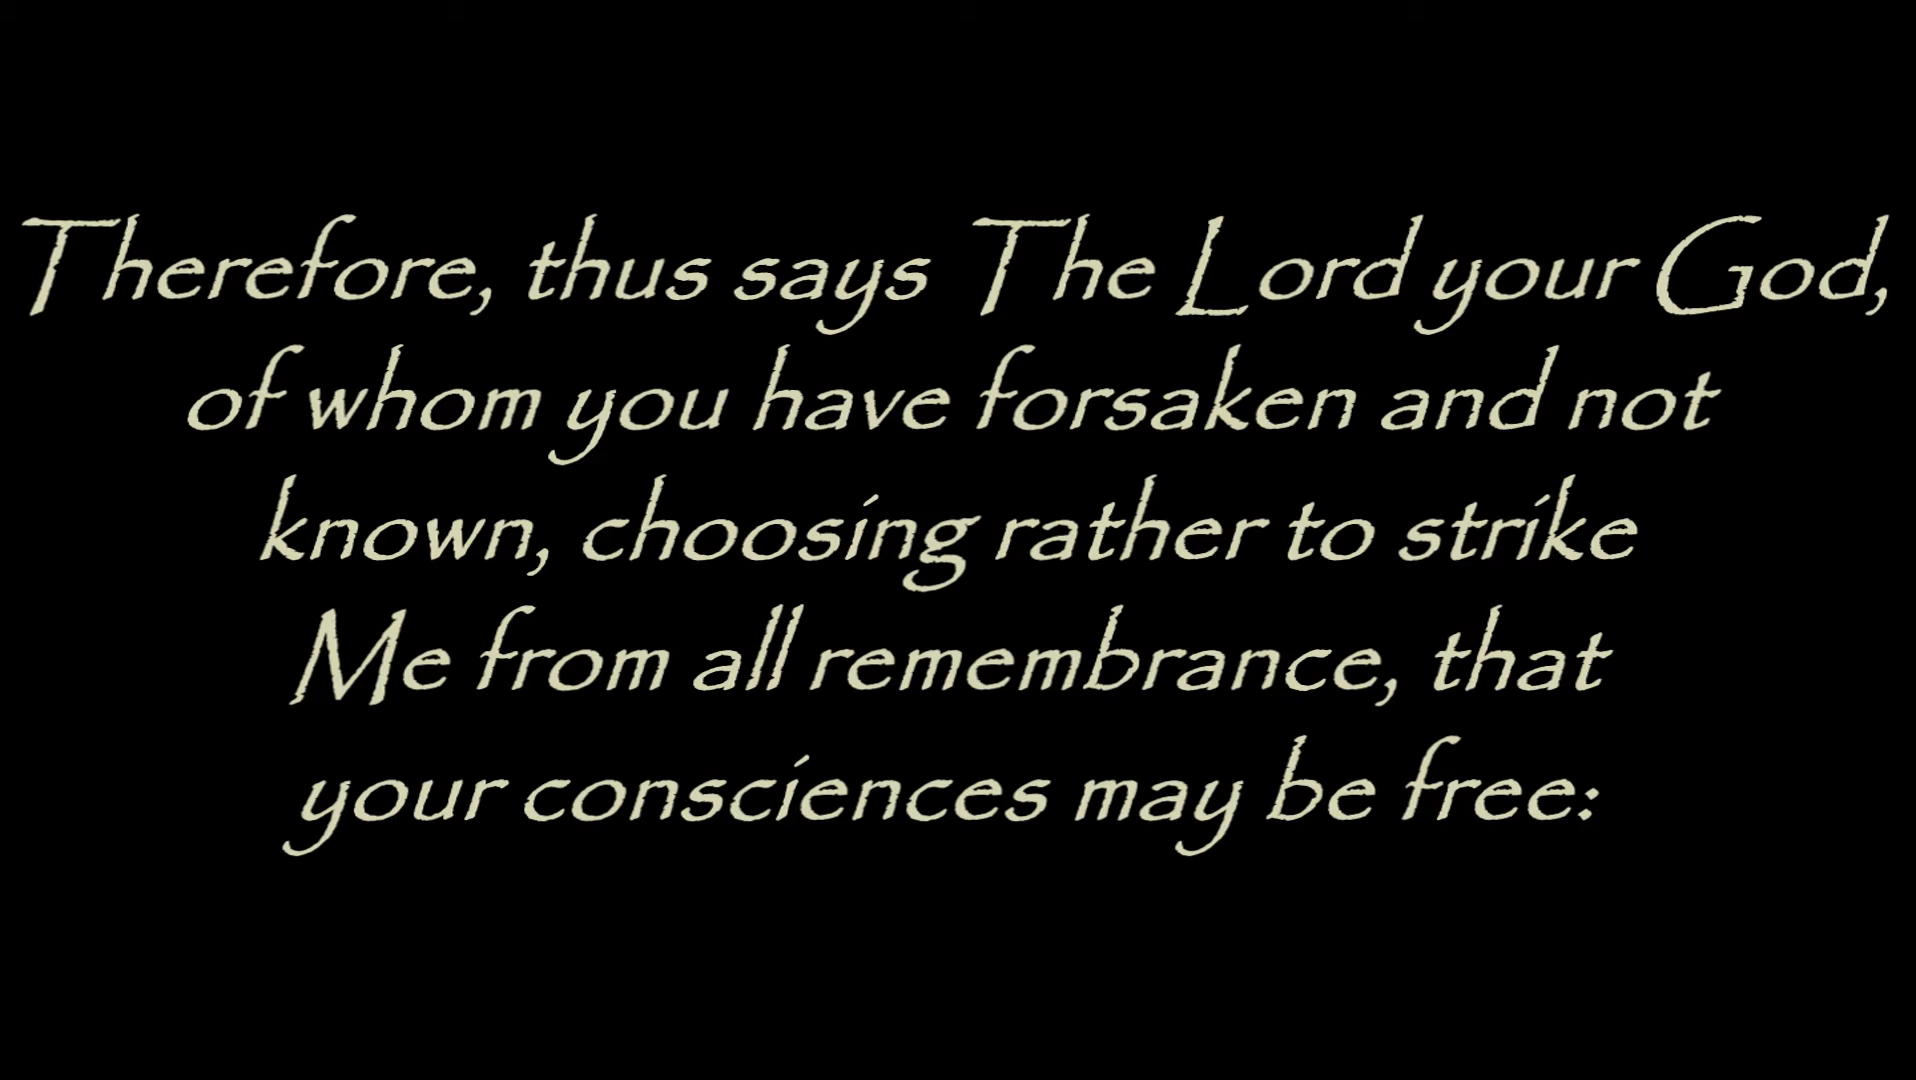 Therefore, thus says The Lord your God,
of whom you have forsaken and not
known, choosing rather to strike
Me from all remembrance, that
your consciences may be free: